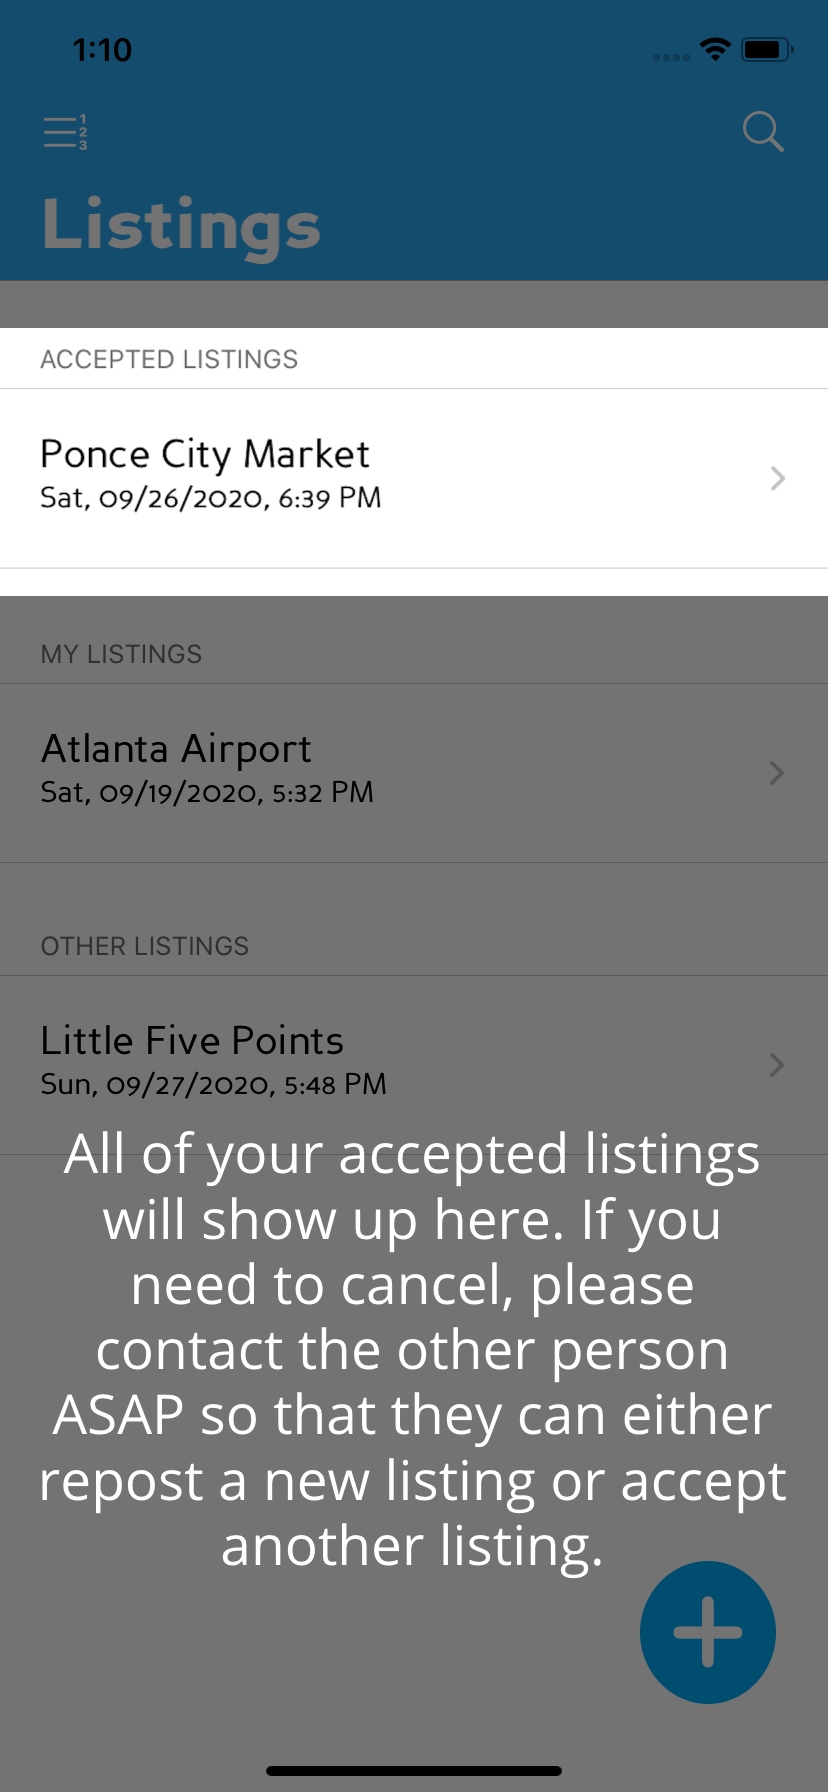 1:10
1
2
3
Listings
ACCEPTED LISTINGS
Ponce City Market
Sat, 09/26/2020, 6:39 PM
MY LISTINGS
Atlanta Airport
Sat, 09/19/2020, 5:32 PM
OTHER LISTINGS
Little Five Points
Sun, 09/27/2020, 5:48 PM
All of your accepted listings
will show up here. If you
need to cancel, please
contact the other person
ASAP so that they can either
repost a new listing or accept
another listing.